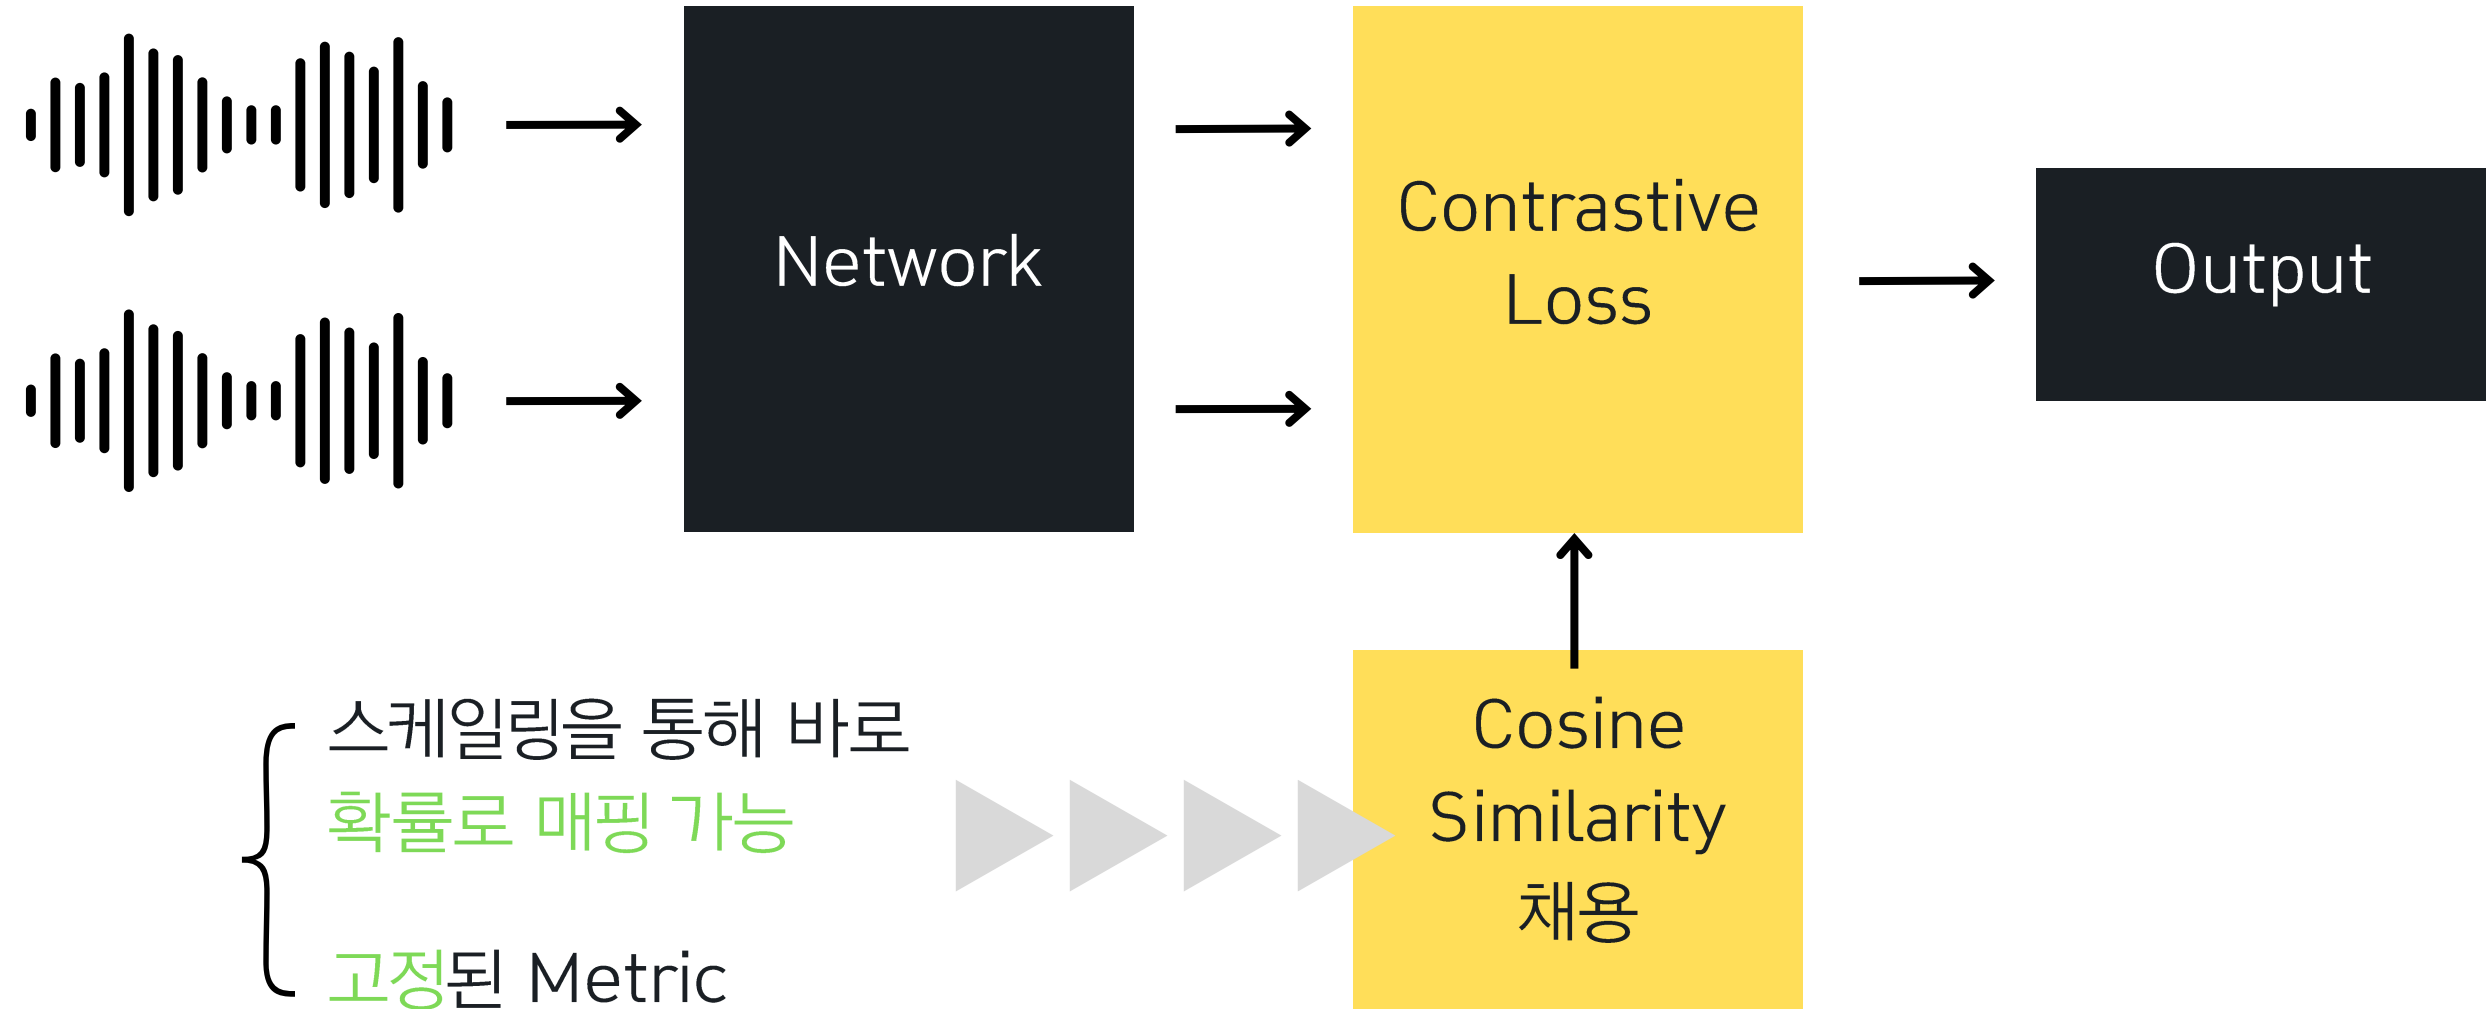 Network
Contrastive
Loss
Output
스케일링을 통해 바로
확률로 매핑 가능
고정된 Metric
Cosine
Similarity
채용